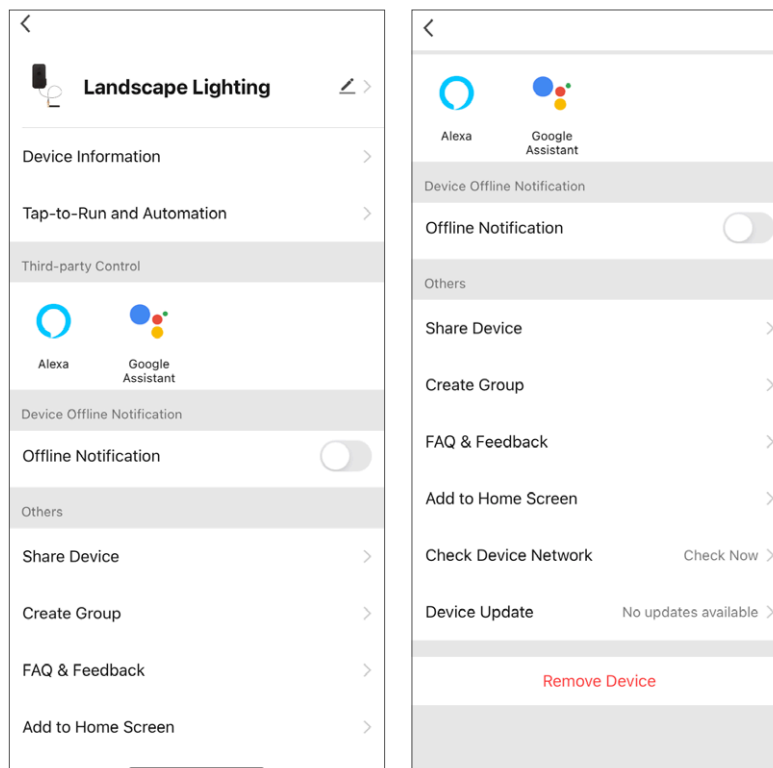 Landscape Lighting
Device Information
Tap-to-Run and Automation
Third-party Control
Alexa
Google
Assistant
Device Offline Notification
Offline Notification
Others
Share Device
Create Group
FAQ & Feedback
Add to Home Screen
Alexa
Google
Assistant
Device Offline Notification
Offline Notification
Others
Share Device
Create Group
FAQ & Feedback
Add to Home Screen
Check Device Network Check Now
Device Update No updates available
Remove Device